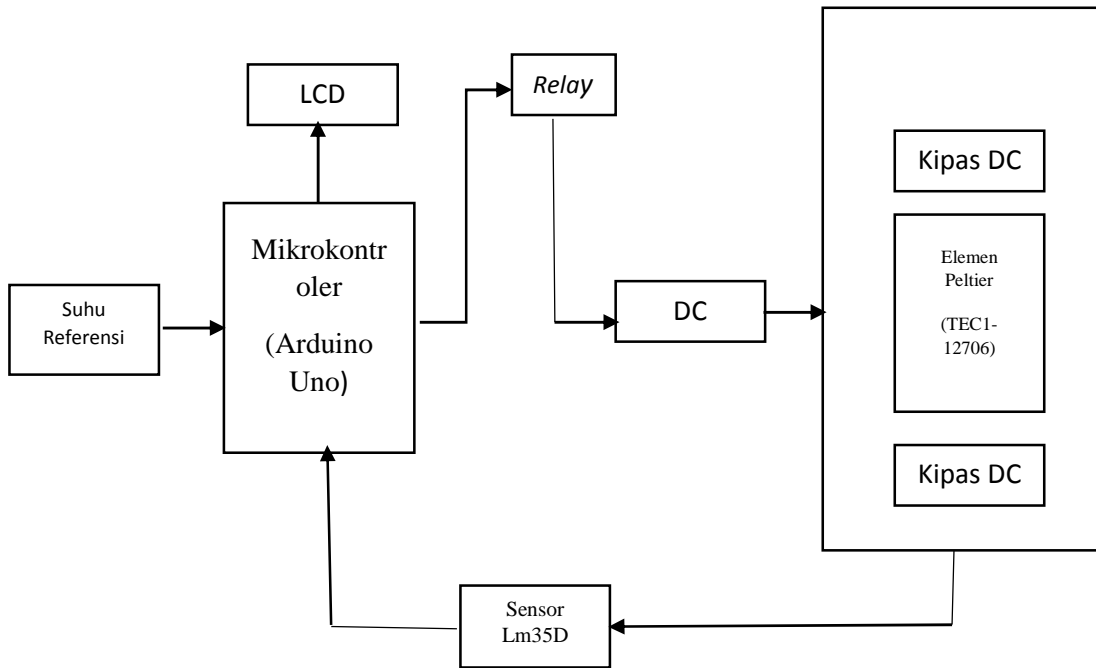 LCD
Relay
Mikrokontr
oler
(Arduino
Uno)
Suhu
Referensi
DC
Kipas DC
Elemen
Peltier
(TEC1-
12706)
Kipas DC
Sensor
Lm35D